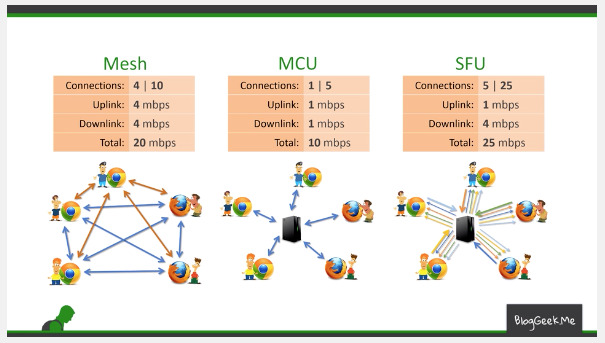 Mesh
Connections: 4 | 10
Uplink: 4 mbps
Downlink: 4 mbps
Total: 20 mbps
MCU
Connections: 1 | 5
Uplink: 1 mbps
Downlink: 1 mbps
Total: 10 mbps
SFU
Connections: 5 | 25
Uplink: 1 mbps
Downlink: 4 mbps
Total: 25 mbps
BlogGeek.Me